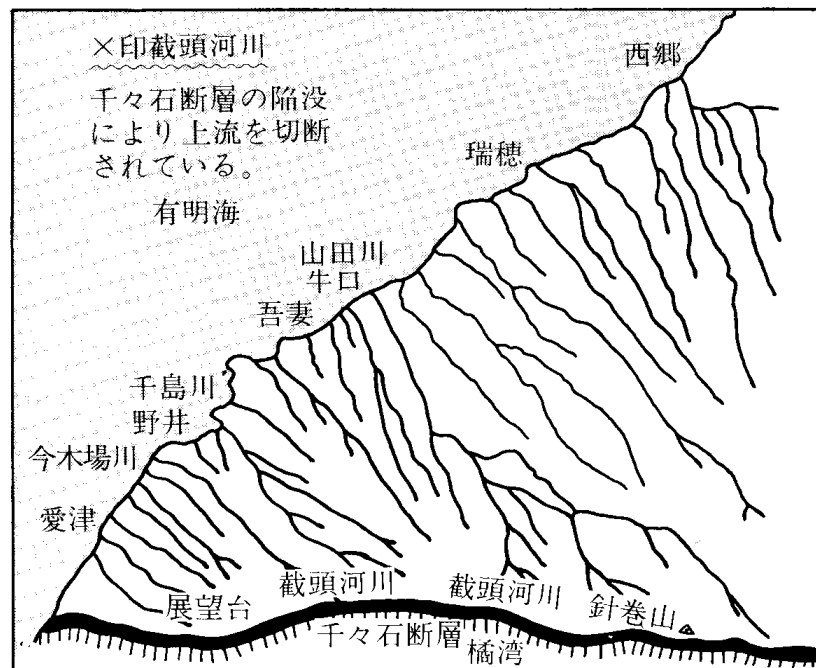 ×印截頭河川
千々石断層の陥没
により上流を切断
されている。
有明海
西郷
瑞穂
山田川
牛口
吾妻
千島川
野井
今木場川
愛津
展望台
截頭河川
截頭河川
針巻山
千々石断層
橘湾